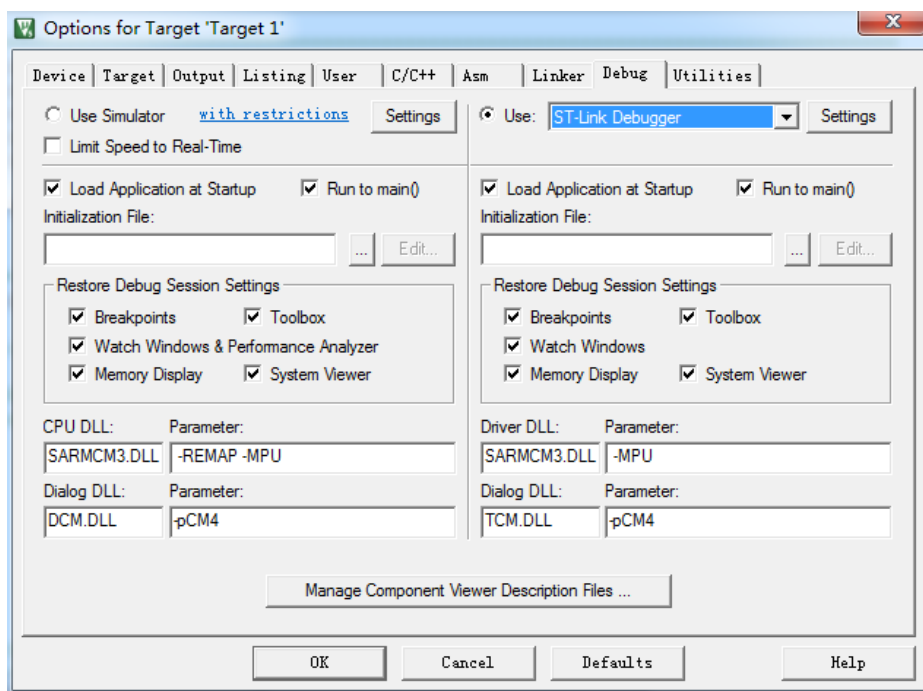 Options for Target 'Target 1'
Device Target Output Listing User C/C++ Asm Linker Debug Utilities
Use Simulator with restrictions Settings
Limit Speed to Real-Time
Use: ST-Link Debugger Settings
Load Application at Startup Run to main()
Initialization File:
... Edit...
Restore Debug Session Settings
Breakpoints Toolbox
Watch Windows & Performance Analyzer
Memory Display System Viewer
CPU DLL: Parameter:
SARMCM3.DLL -REMAP -MPU
Dialog DLL: Parameter:
DCM.DLL -pCM4
Load Application at Startup Run to main()
Initialization File:
... Edit...
Restore Debug Session Settings
Breakpoints Toolbox
Watch Windows
Memory Display System Viewer
Driver DLL: Parameter:
SARMCM3.DLL -MPU
Dialog DLL: Parameter:
TCM.DLL -pCM4
Manage Component Viewer Description Files ...
OK Cancel Defaults Help